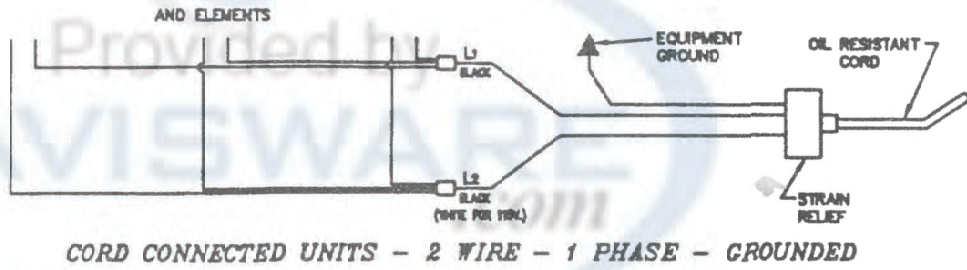 AND ELEMENTS
Provided by
L1
BLACK
EQUIPMENT
GROUND
OIL RESISTANT
CORD
AVISWARE
.com
L2
BLACK
(WHITE FOR 115V.)
STRAIN
RELIEF
CORD CONNECTED UNITS - 2 WIRE - 1 PHASE - GROUNDED